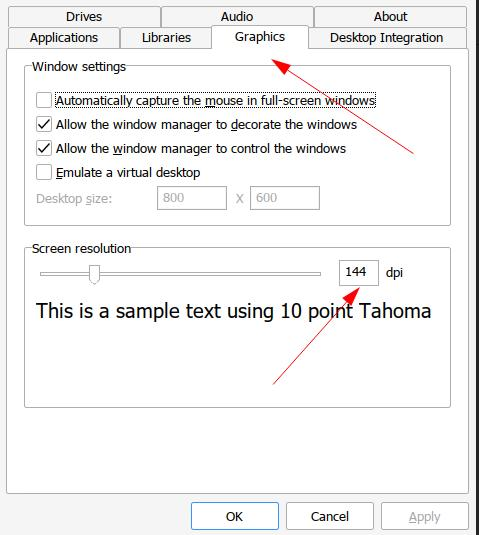 Drives Audio About
Applications Libraries Graphics Desktop Integration
Window settings
Automatically capture the mouse in full-screen windows
Allow the window manager to decorate the windows
Allow the window manager to control the windows
Emulate a virtual desktop
Desktop size: 800 X 600
Screen resolution
144 dpi
This is a sample text using 10 point Tahoma
OK Cancel Apply